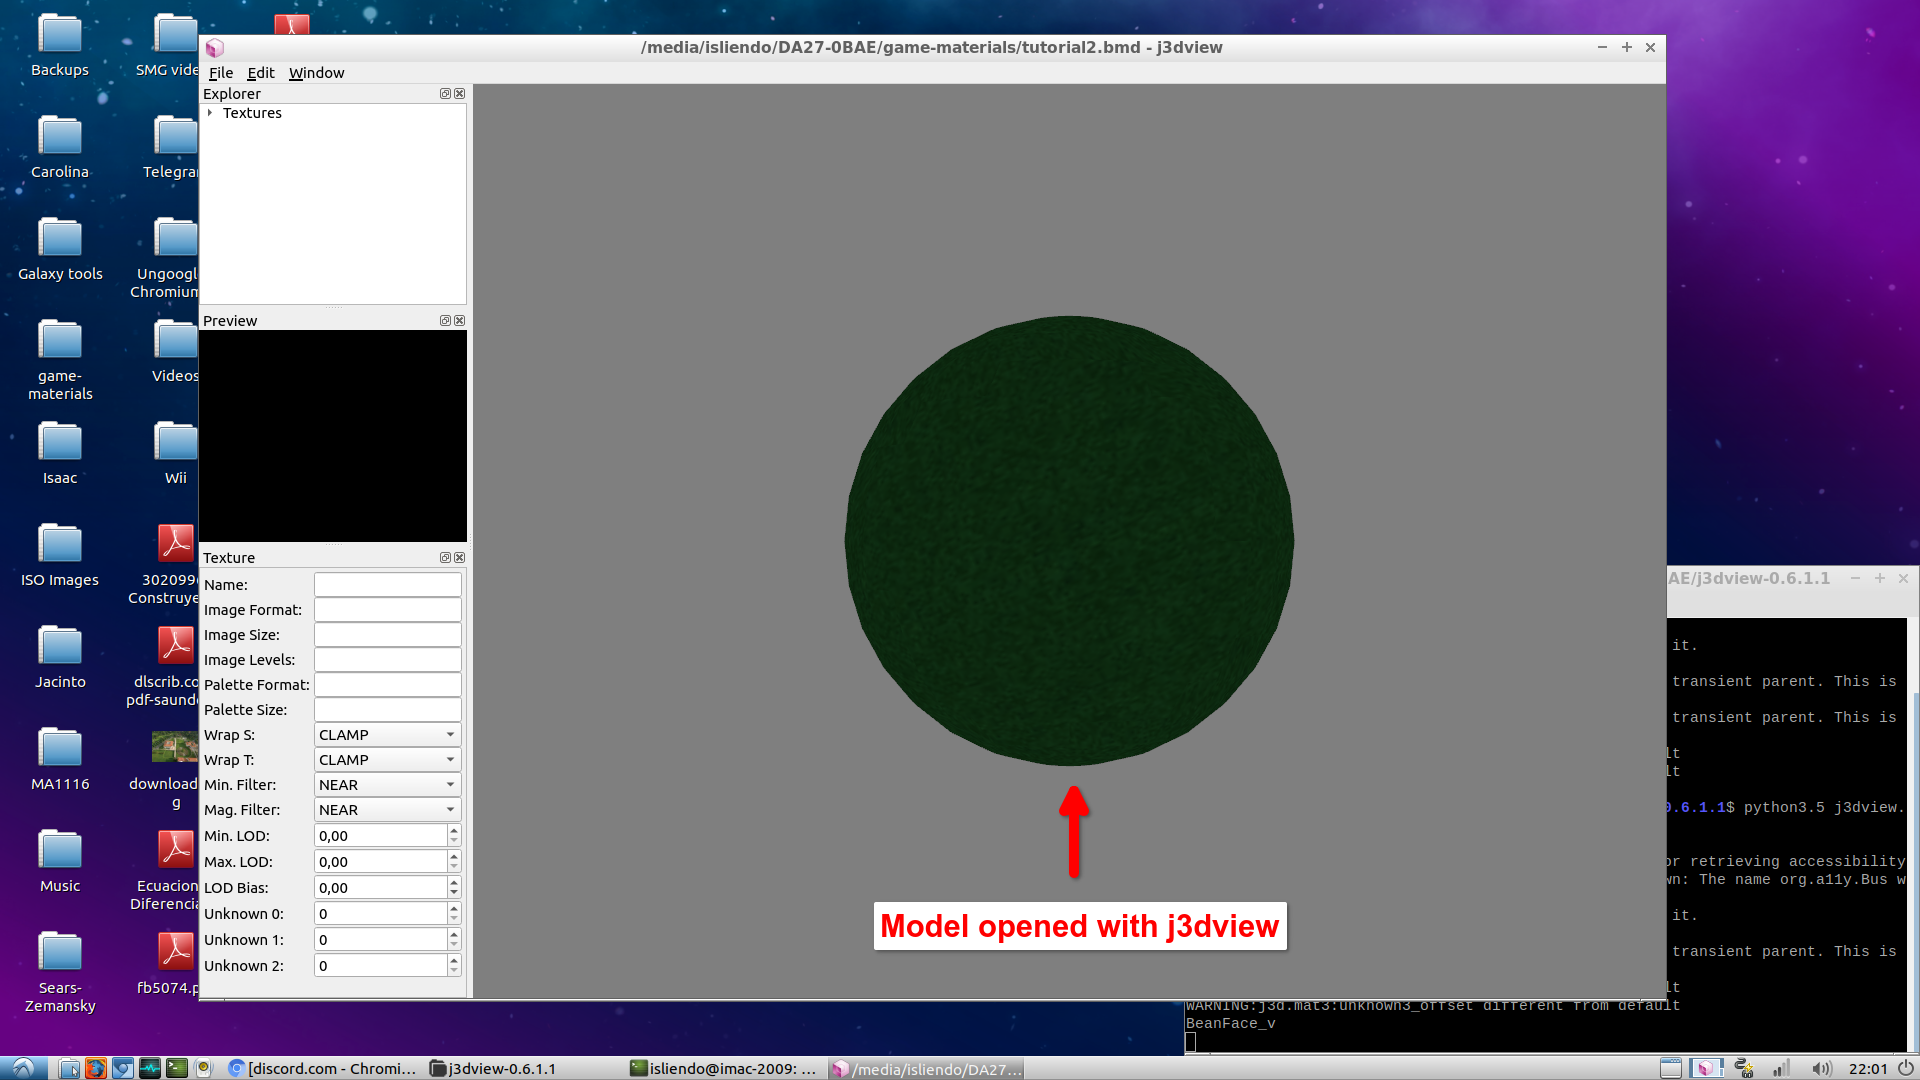 Backups
SMG vide
Carolina
Telegra
Galaxy tools
Ungoogl
Chromium
game-
materials
Videos
Isaac
Wii
ISO Images
302099
Construye
Jacinto
dlscrib.co
pdf-saund
MA1116
download
g
Music
Ecuacion
Diferencia
Sears-
Zemansky
fb5074.p
/media/isliendo/DA27-0BAE/game-materials/tutorial2.bmd - j3dview
File Edit Window
Explorer
Textures
Preview
Texture
Name:
Image Format:
Image Size:
Image Levels:
Palette Format:
Palette Size:
Wrap S: CLAMP
Wrap T: CLAMP
Min. Filter: NEAR
Mag. Filter: NEAR
Min. LOD: 0,00
Max. LOD: 0,00
LOD Bias: 0,00
Unknown 0: 0
Unknown 1: 0
Unknown 2: 0
Model opened with j3dview
AE/j3dview-0.6.1.1
it.
transient parent. This is
transient parent. This is
lt
lt
0.6.1.1$ python3.5 j3dview.
or retrieving accessibility
wn: The name org.a11y.Bus w
it.
transient parent. This is
lt
WARNING:j3d.mat3:unknown3_offset different from default
BeanFace_v
[discord.com - Chromi...
j3dview-0.6.1.1
isliendo@imac-2009: ...
/media/isliendo/DA27...
22:01